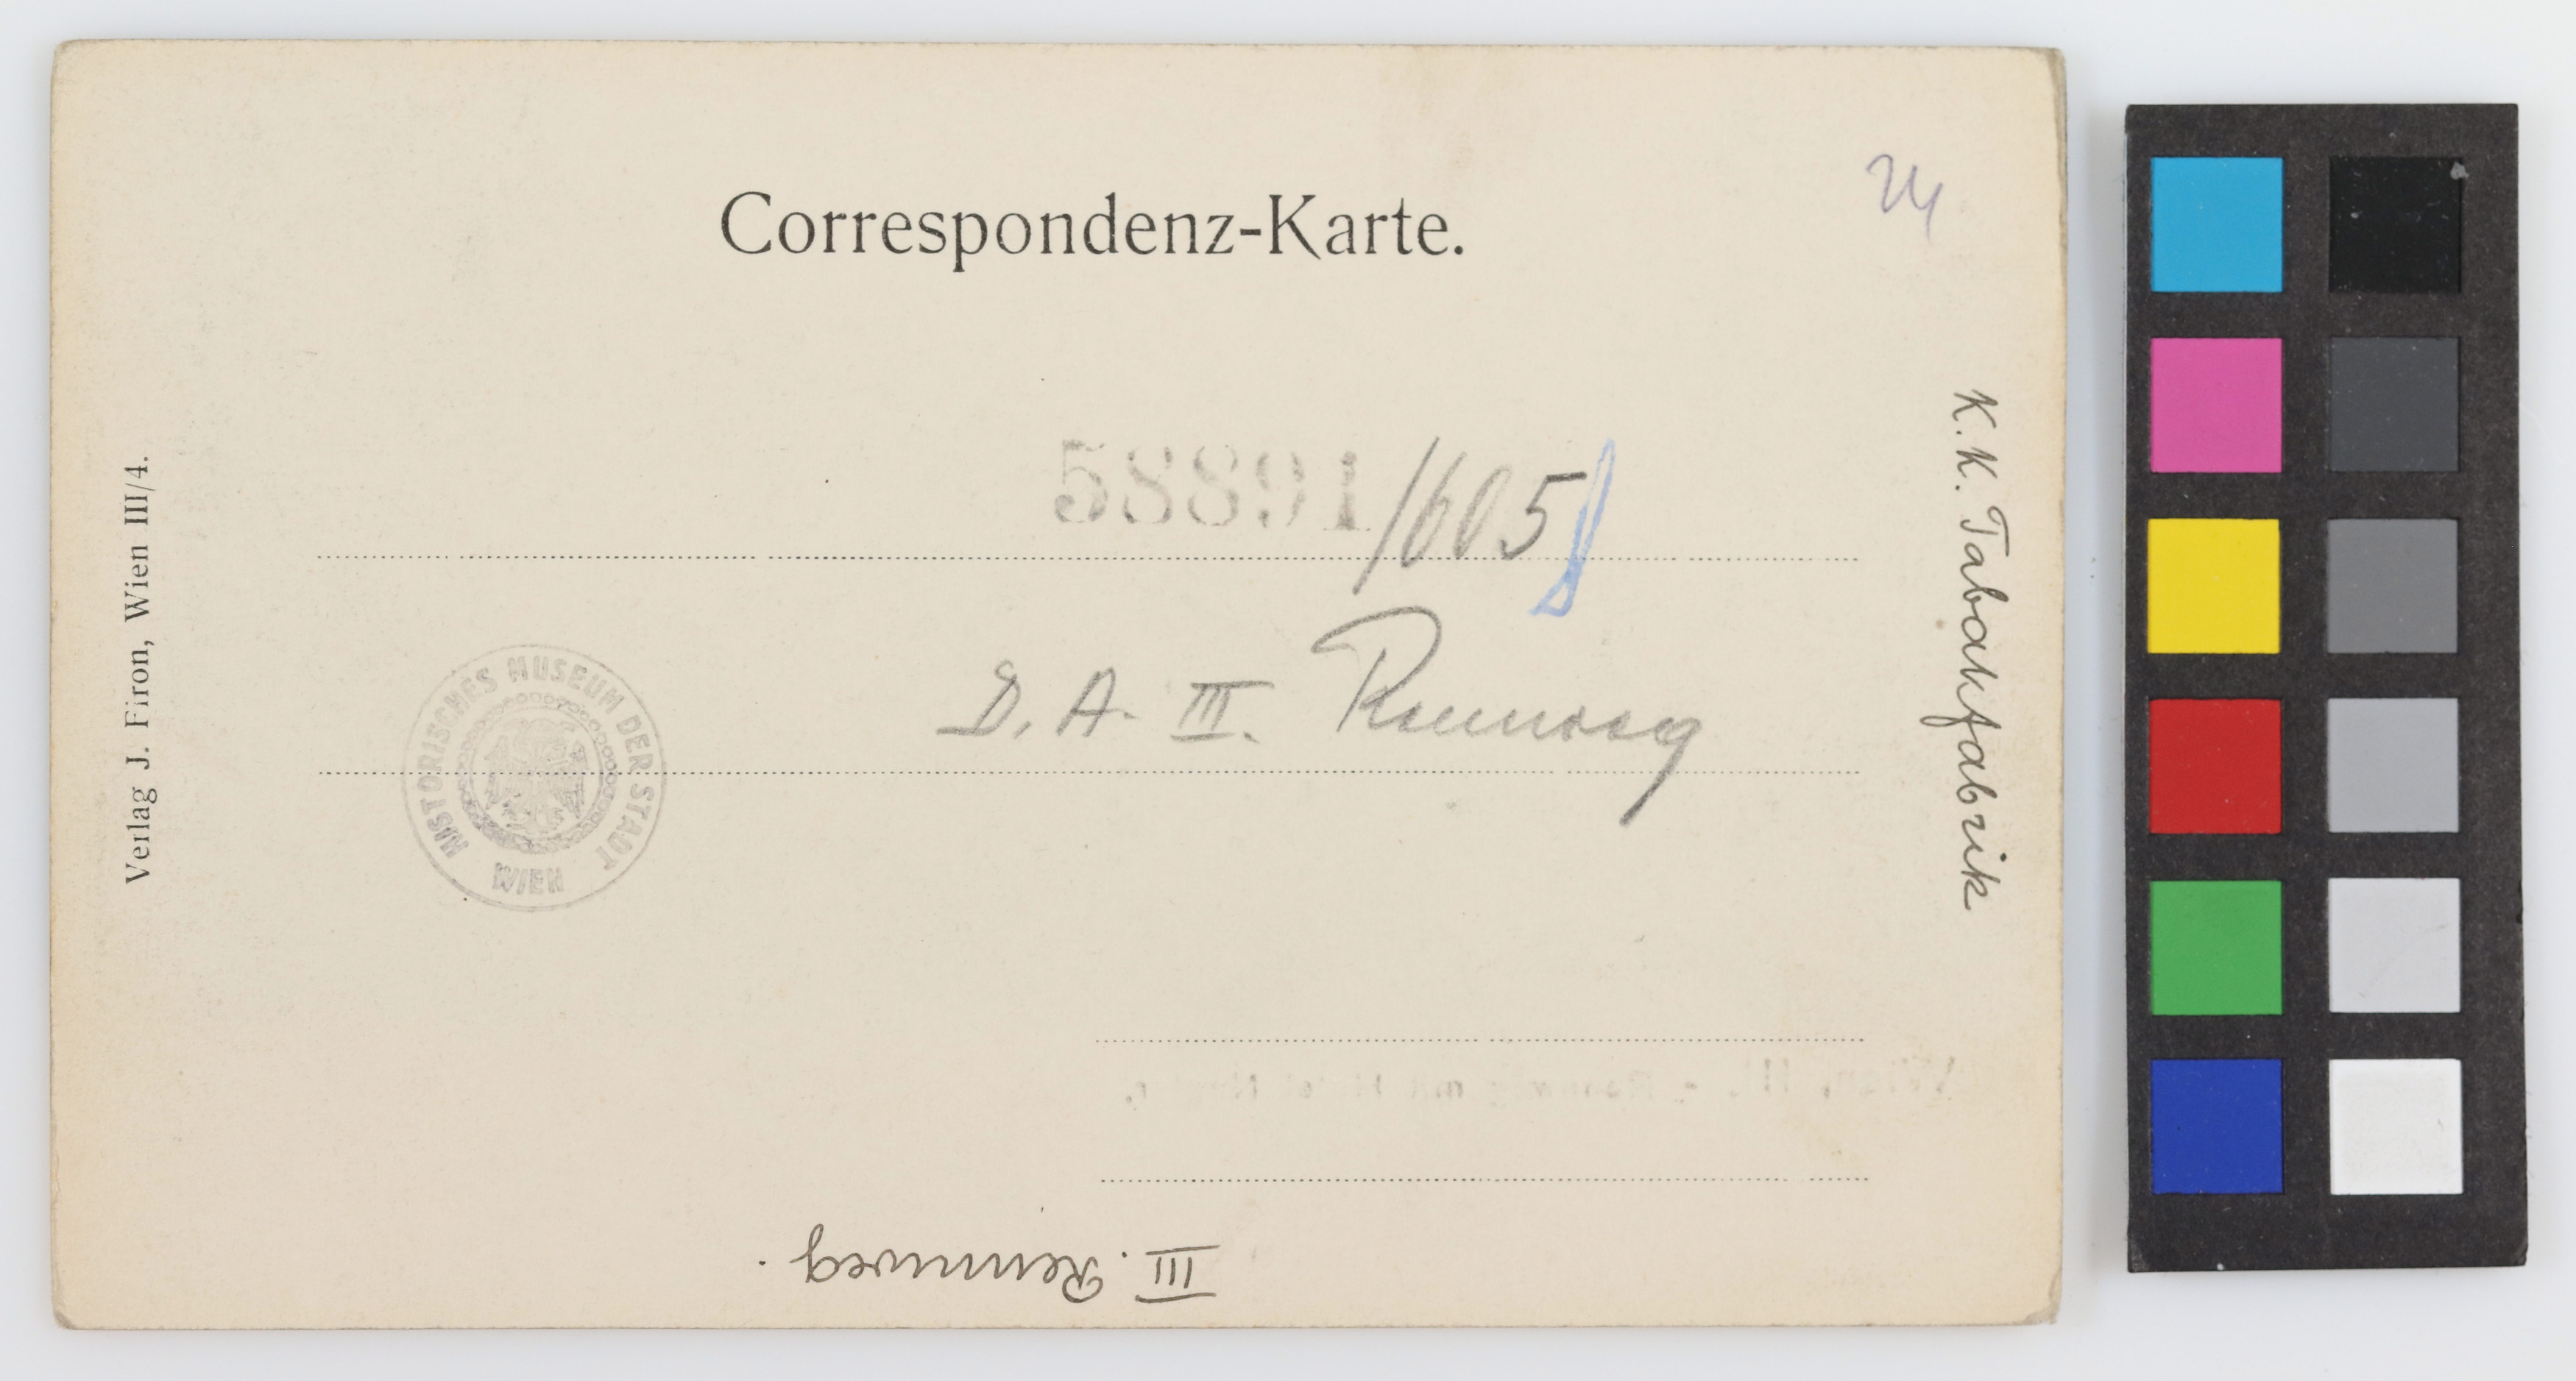 Correspondenz-Karte.
24
58891/605
D. A. III. Rennweg
K. K. Tabakfabrik
Verlag J. Firon, Wien III/4.
HISTORISCHES MUSEUM DER STADT
WIEN
III. Rennweg.